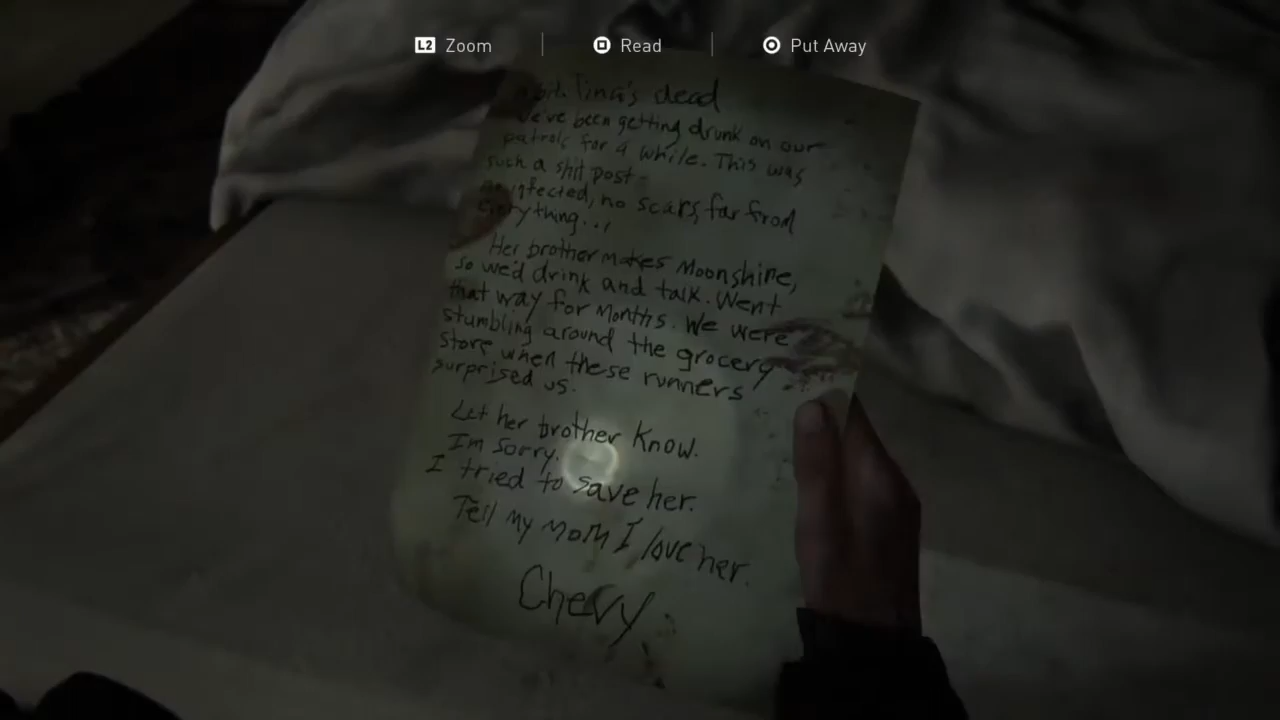 Zoom
Read
Put Away
dead
We've been getting drunk on our
patrols for a while. This was
such a shit post -
no infected, no scars, far from
everything...
Her brother makes Moonshine,
so we'd drink and talk. Went
that way for Months. We were
stumbling around the grocery
store when these runners
surprised us.
Let her brother know.
I'm sorry.
I tried to save her.
Tell my mom I love her.
Chevy